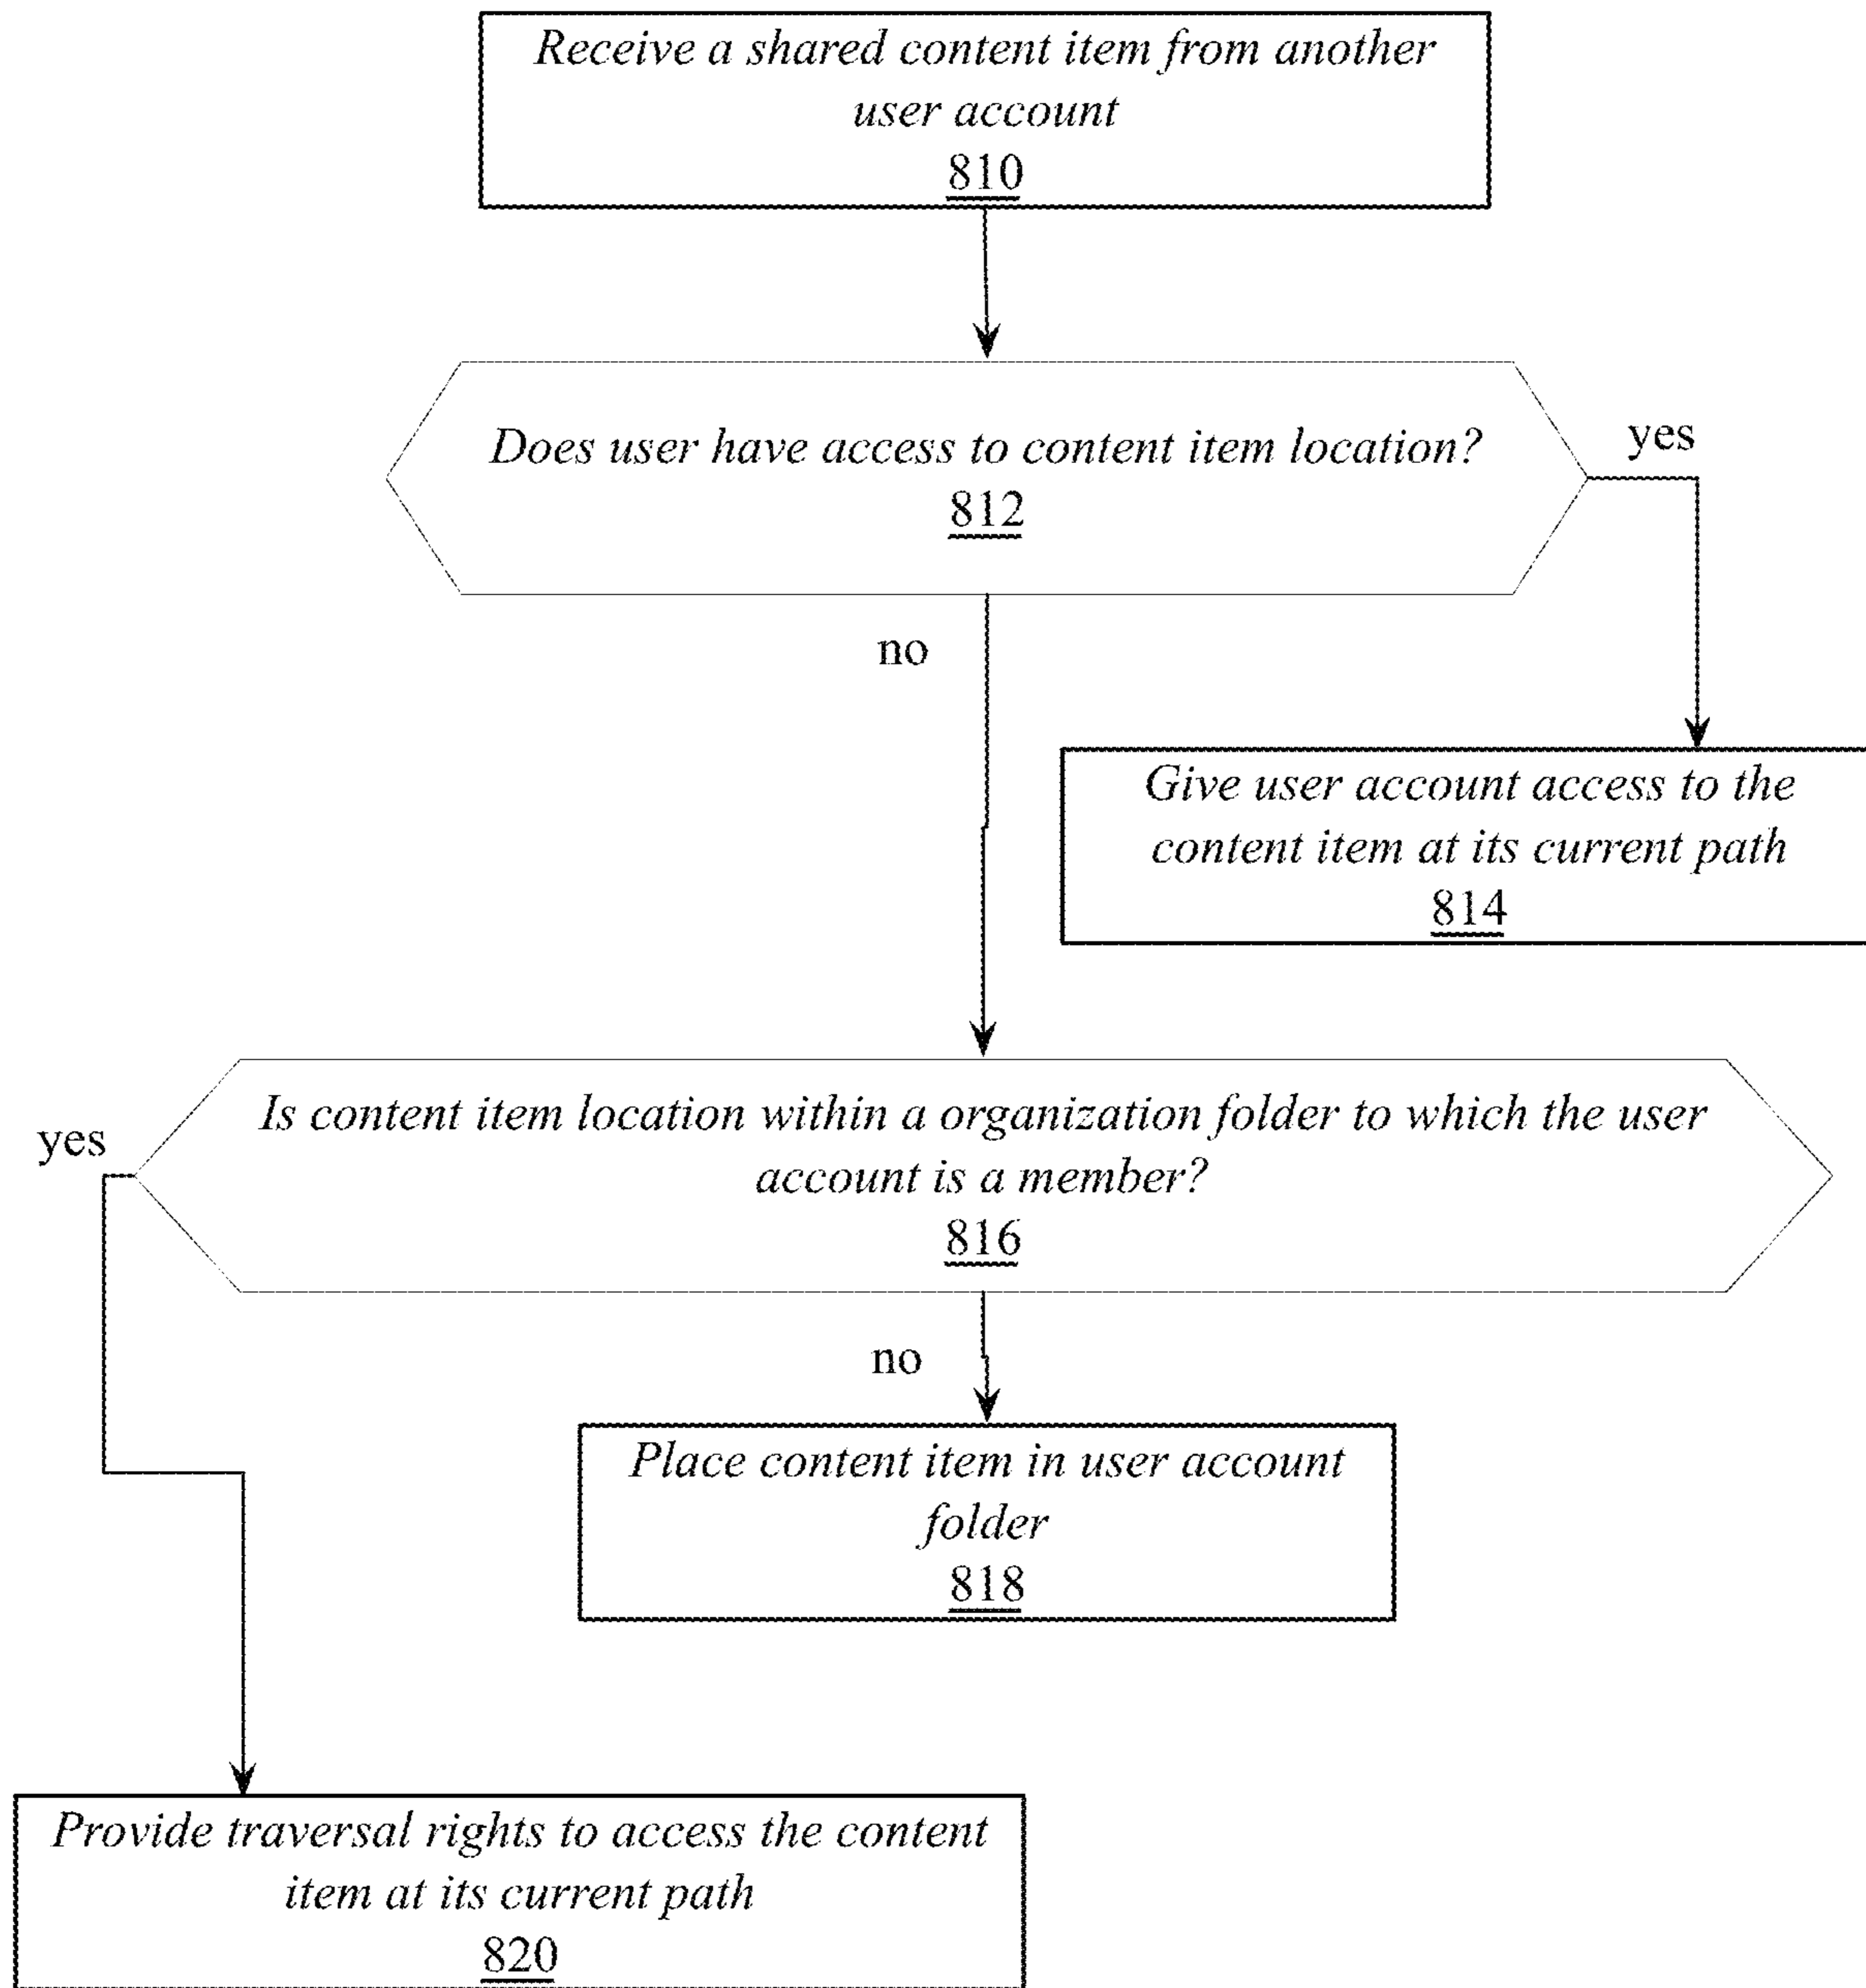 Receive a shared content item from another
user account
810
Does user have access to content item location?
812
yes
no
Give user account access to the
content item at its current path
814
Is content item location within a organization folder to which the user
account is a member?
816
yes
no
Place content item in user account
folder
818
Provide traversal rights to access the content
item at its current path
820